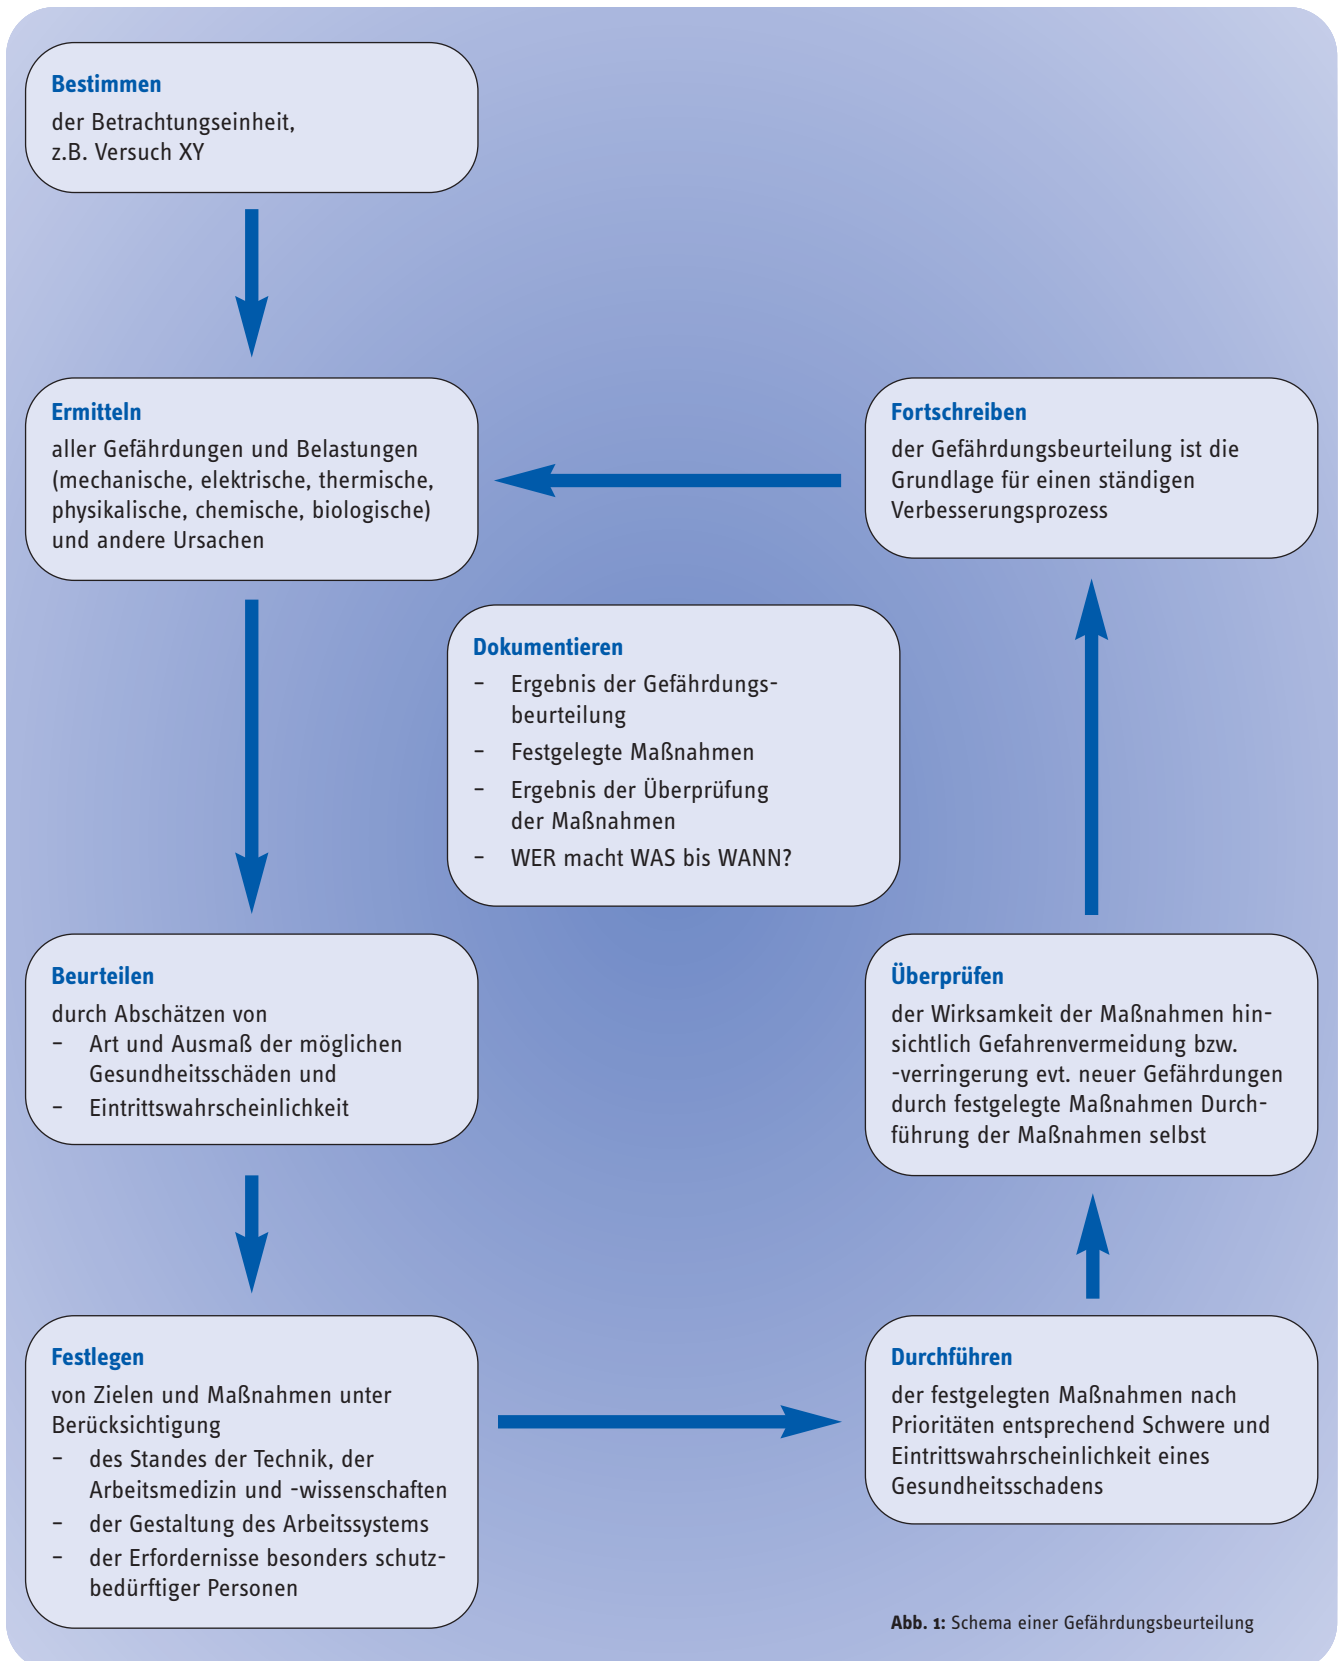 Bestimmen
der Betrachtungseinheit,
z.B. Versuch XY
Ermitteln
aller Gefährdungen und Belastungen
(mechanische, elektrische, thermische,
physikalische, chemische, biologische)
und andere Ursachen
Fortschreiben
der Gefährdungsbeurteilung ist die
Grundlage für einen ständigen
Verbesserungsprozess
Dokumentieren
– Ergebnis der Gefährdungs-
beurteilung
– Festgelegte Maßnahmen
– Ergebnis der Überprüfung
der Maßnahmen
– WER macht WAS bis WANN?
Beurteilen
durch Abschätzen von
– Art und Ausmaß der möglichen
Gesundheitsschäden und
– Eintrittswahrscheinlichkeit
Überprüfen
der Wirksamkeit der Maßnahmen hin-
sichtlich Gefahrenvermeidung bzw.
-verringerung evt. neuer Gefährdungen
durch festgelegte Maßnahmen Durch-
führung der Maßnahmen selbst
Festlegen
von Zielen und Maßnahmen unter
Berücksichtigung
– des Standes der Technik, der
Arbeitsmedizin und -wissenschaften
– der Gestaltung des Arbeitssystems
– der Erfordernisse besonders schutz-
bedürftiger Personen
Durchführen
der festgelegten Maßnahmen nach
Prioritäten entsprechend Schwere und
Eintrittswahrscheinlichkeit eines
Gesundheitsschadens
Abb. 1: Schema einer Gefährdungsbeurteilung